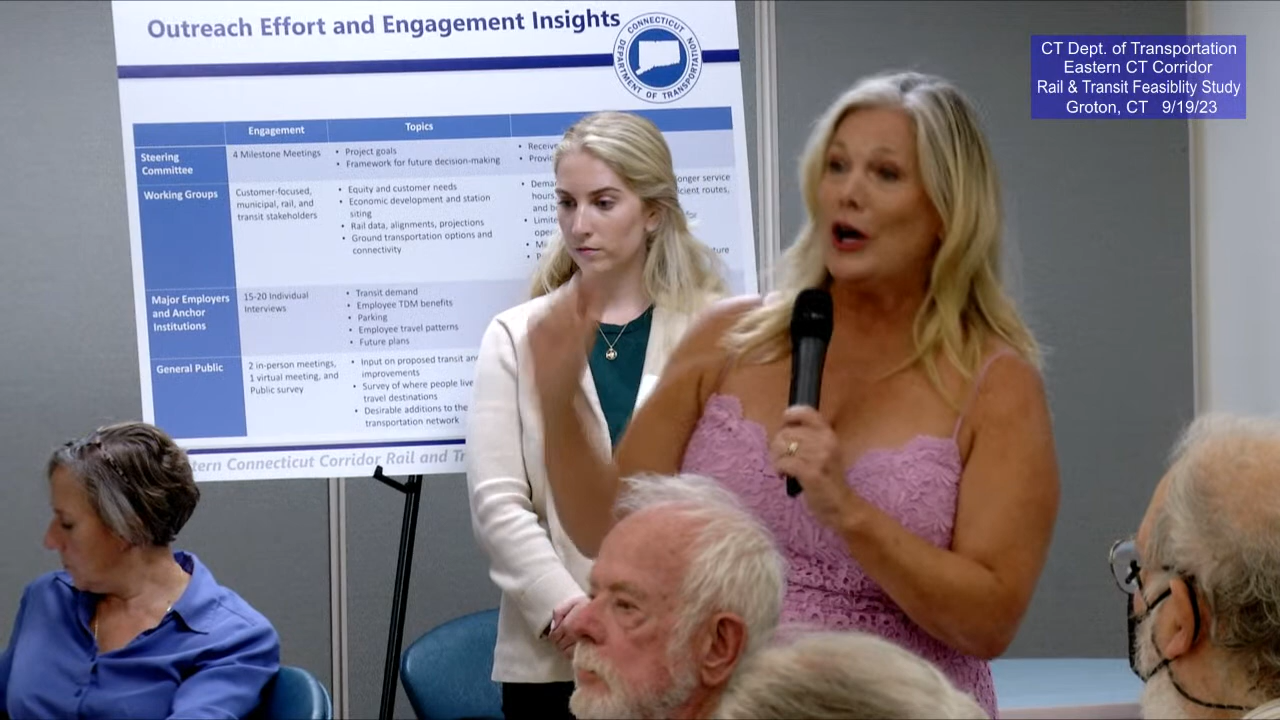 Outreach Effort and Engagement Insights
CONNECTICUT
DEPARTMENT OF TRANSPORTATION
CT Dept. of Transportation
Eastern CT Corridor
Rail & Transit Feasiblity Study
Groton, CT 9/19/23
Engagement
Topics
Steering
Committee
4 Milestone Meetings
• Project goals
• Framework for future decision-making
Working Groups
Customer-focused,
municipal, rail, and
transit stakeholders
• Equity and customer needs
• Economic development and station
siting
• Rail data, alignments, projections
• Ground transportation options and
connectivity
hours,
Major Employers
and Anchor
Institutions
15-20 Individual
Interviews
• Transit demand
• Employee TDM benefits
• Parking
• Employee travel patterns
• Future plans
General Public
2 in-person meetings,
1 virtual meeting, and
Public survey
• Input on proposed transit
improvements
• Survey of where people live
travel destinations
• Desirable additions to the
transportation network
service
routes,
for
Connecticut Corridor Rail and